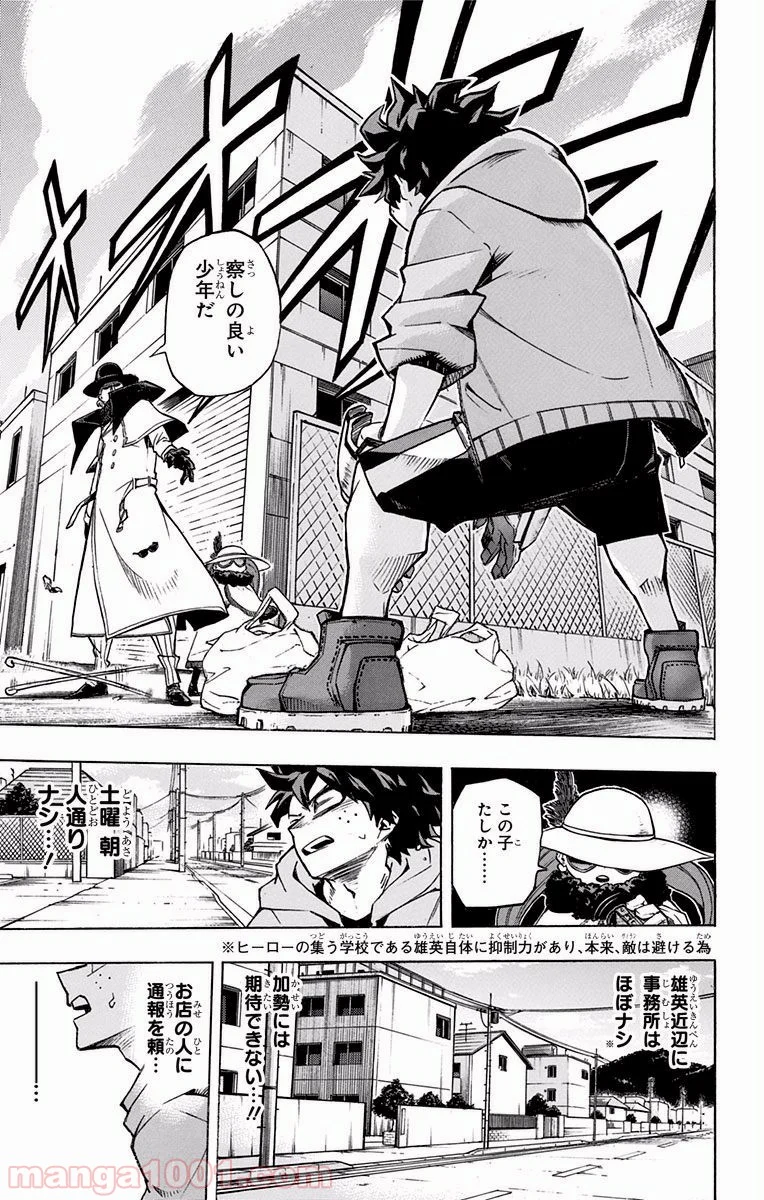 察しの良い
少年だ
この子
たしか……
土曜 朝
人通り
ナシ…！
※ヒーローの集う学校である雄英自体に抑制力があり、本来、敵は避ける為
雄英近辺に
事務所は
ほぼナシ※
加勢には
期待できない…!!
お店の人に
通報を頼…
……
manga1001.com